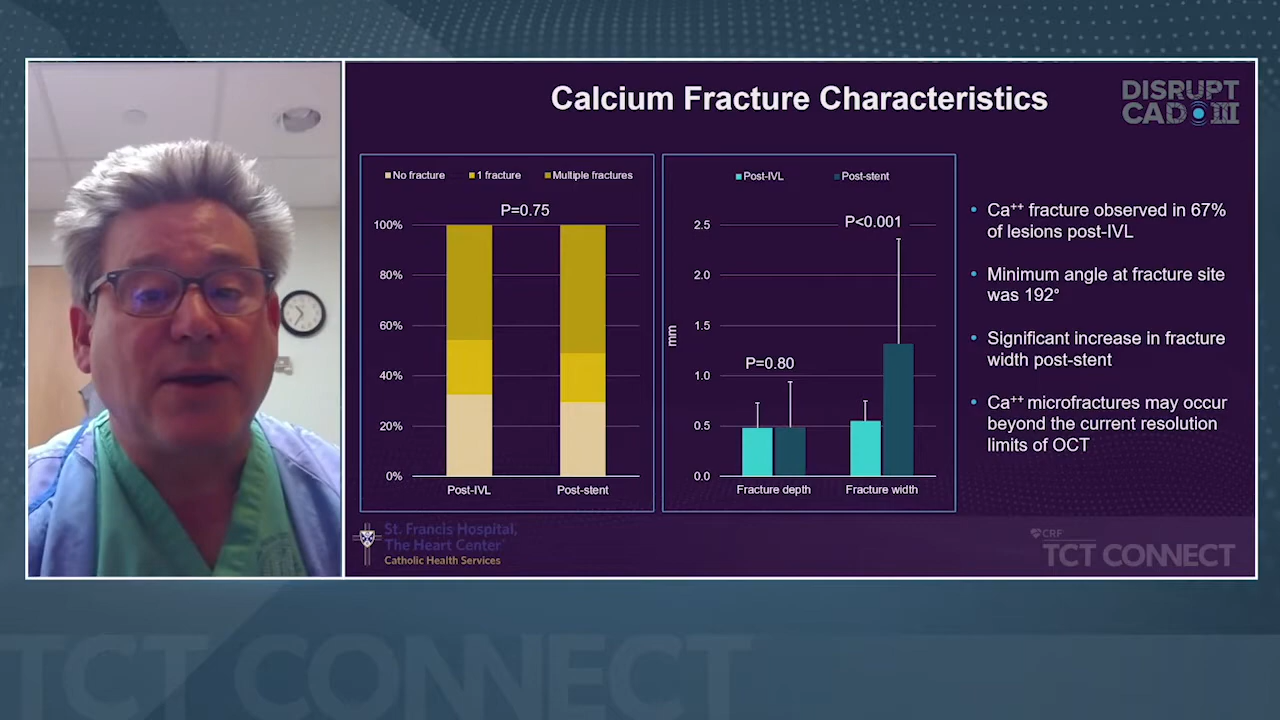 Calcium Fracture Characteristics
DISRUPT
CAD III
No fracture
1 fracture
Multiple fractures
P=0.75
100%
80%
60%
40%
20%
0%
Post-IVL
Post-stent
Post-IVL
Post-stent
P<0.001
2.5
2.0
mm
1.5
P=0.80
1.0
0.5
0.0
Fracture depth
Fracture width
• Ca⁺⁺ fracture observed in 67%
of lesions post-IVL
• Minimum angle at fracture site
was 192°
• Significant increase in fracture
width post-stent
• Ca⁺⁺ microfractures may occur
beyond the current resolution
limits of OCT
St. Francis Hospital,
The Heart Center
Catholic Health Services
CRF
TCT CONNECT
TCT CONNECT